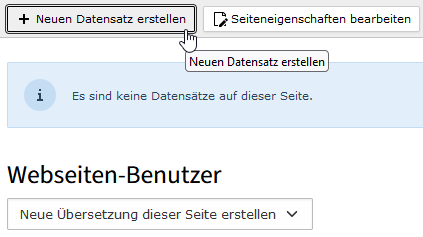 + Neuen Datensatz erstellen
Seiteneigenschaften bearbeiten
Neuen Datensatz erstellen
Es sind keine Datensätze auf dieser Seite.
Webseiten-Benutzer
Neue Übersetzung dieser Seite erstellen